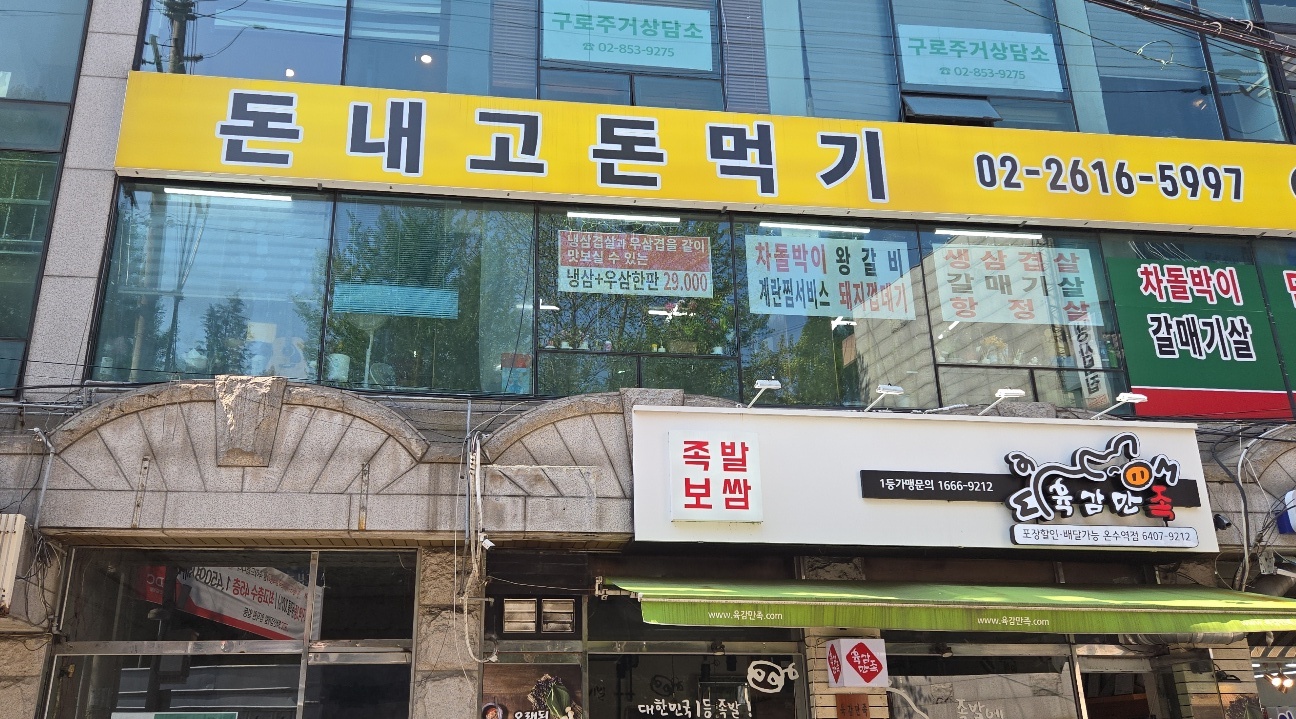 구로주거상담소
☎ 02-853-9275
구로주거상담소
☎ 02-853-9275
돈내고돈먹기
02-2616-5997
냉삼겹살과 우삼겹을 같이
맛보실 수 있는
냉삼+우삼한판 29,000
차돌박이 왕갈비
계란찜서비스 돼지껍데기
생삼겹살
갈매기살
항정살
차돌박이
갈매기살
족발
보쌈
1등가맹문의 1666-9212
육감만족
포장할인·배달가능 온수역점 6407-9212
www.육감만족.com
www.육감만족.com
육감만족
대한민국1등족발!
족발에
오래된